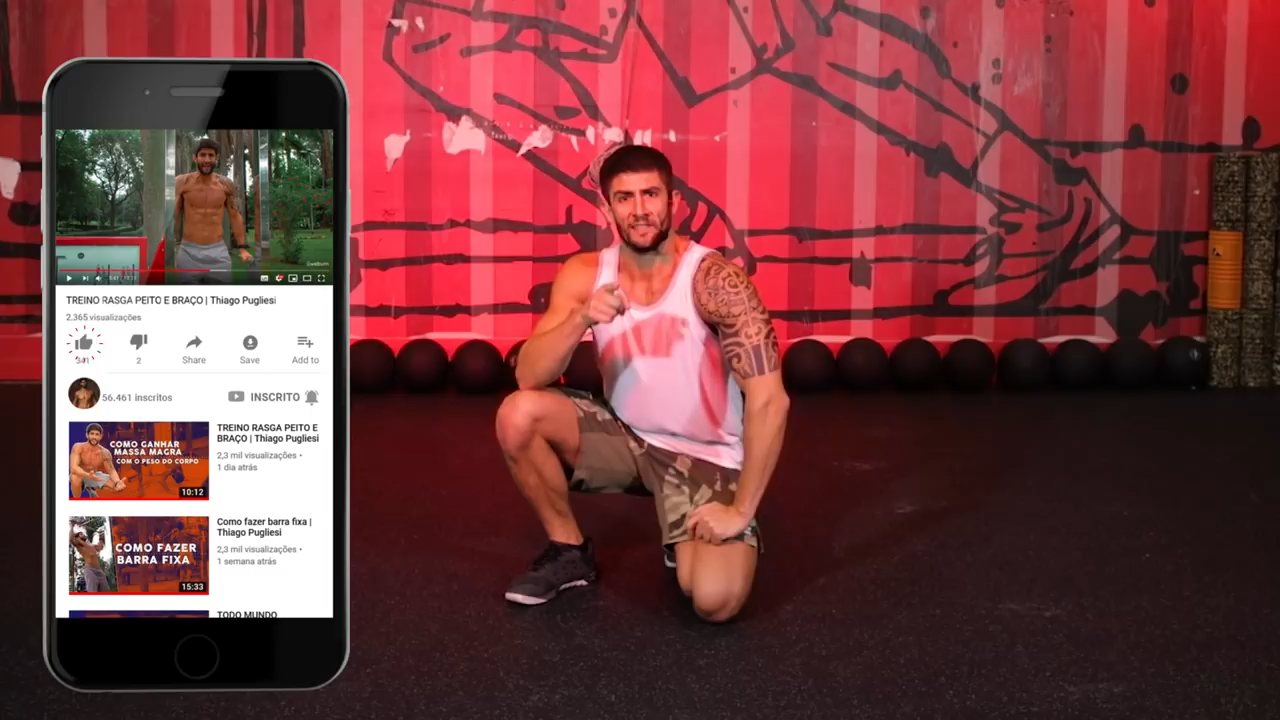 TREINO RASGA PEITO E BRAÇO | Thiago Pugliesi
2.365 visualizações
341
2
Share
Save
Add to
56.461 inscritos
INSCRITO
COMO GANHAR
MASSA MAGRA
COM O PESO DO CORPO
10:12
TREINO RASGA PEITO E
BRAÇO | Thiago Pugliesi
2,3 mil visualizações •
1 dia atrás
COMO FAZER
BARRA FIXA
15:33
Como fazer barra fixa |
Thiago Pugliesi
2,3 mil visualizações •
1 semana atrás
TODO MUNDO